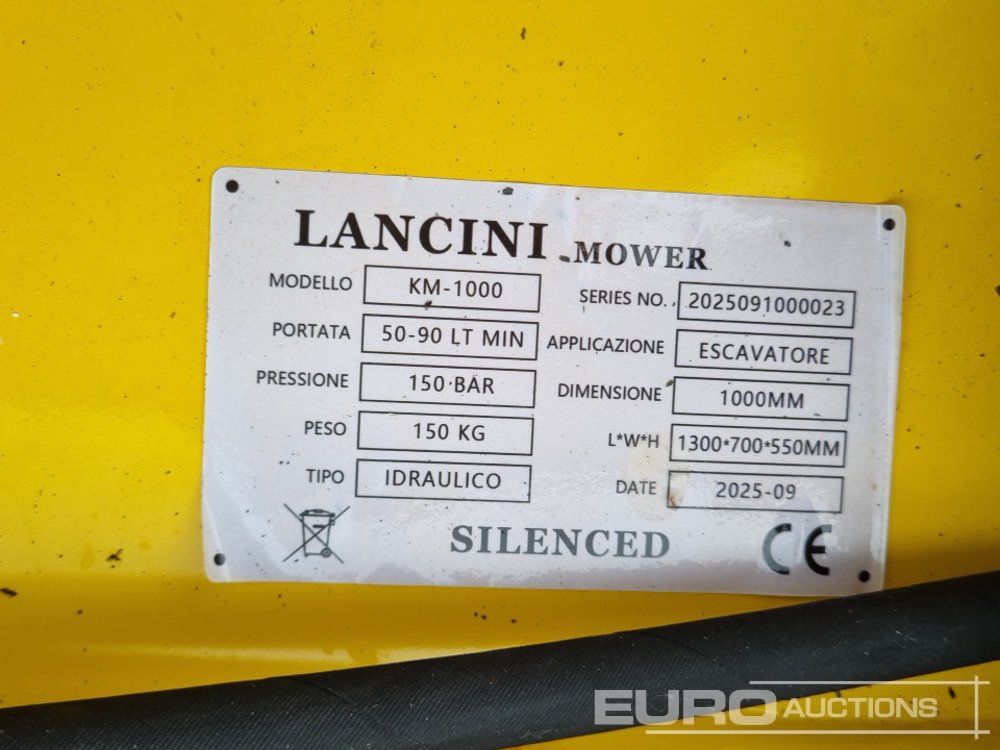 LANCINI MOWER
MODELLO KM-1000
SERIES NO. 2025091000023
PORTATA 50-90 LT MIN
APPLICAZIONE ESCAVATORE
PRESSIONE 150 BAR
DIMENSIONE 1000MM
PESO 150 KG
L*W*H 1300*700*550MM
TIPO IDRAULICO
DATE 2025-09
SILENCED
CE
EURO AUCTIONS